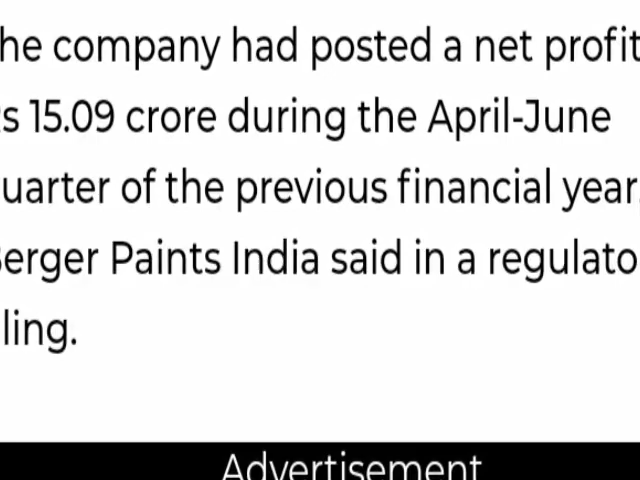 he company had posted a net profit
s 15.09 crore during the April-June
uarter of the previous financial year,
erger Paints India said in a regulato
ling.
Advertisement